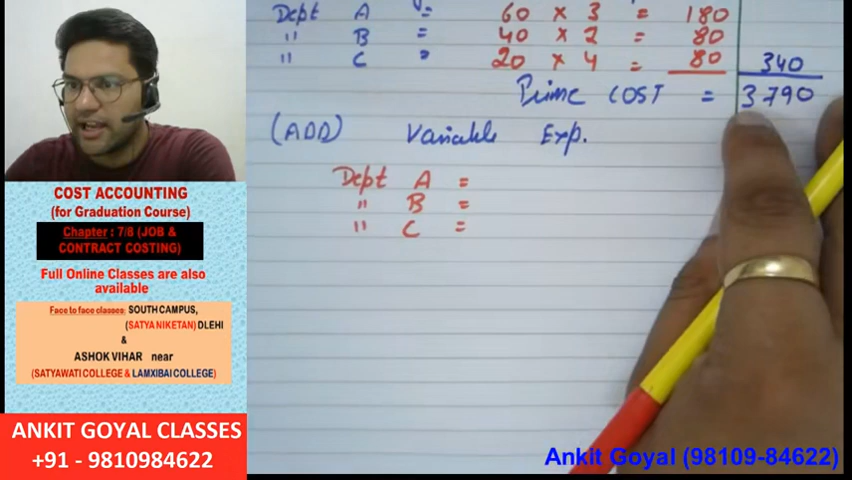 Dept A = 60 × 3 = 180
" B = 40 × 2 = 80
" C = 20 × 4 = 80 340
Prime COST = 3790
(ADD) Variable Exp.
Dept A =
" B =
" C =
COST ACCOUNTING
(for Graduation Course)
Chapter : 7/8 (JOB &
CONTRACT COSTING)
Full Online Classes are also
available
Face to face classes: SOUTH CAMPUS,
(SATYA NIKETAN) DLEHI
&
ASHOK VIHAR near
(SATYAWATI COLLEGE & LAMXIBAI COLLEGE)
ANKIT GOYAL CLASSES
+91 - 9810984622
Ankit Goyal (98109-84622)